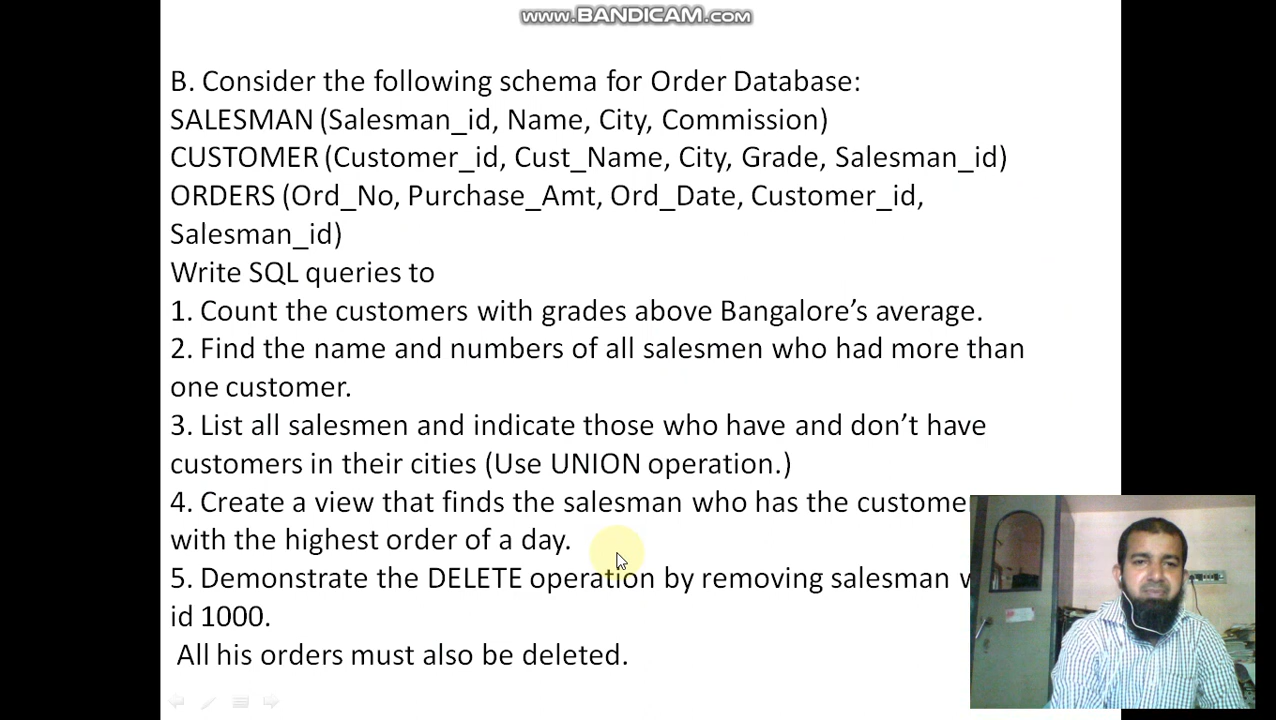 www.BANDICAM.com
B. Consider the following schema for Order Database:
SALESMAN (Salesman_id, Name, City, Commission)
CUSTOMER (Customer_id, Cust_Name, City, Grade, Salesman_id)
ORDERS (Ord_No, Purchase_Amt, Ord_Date, Customer_id,
Salesman_id)
Write SQL queries to
1. Count the customers with grades above Bangalore’s average.
2. Find the name and numbers of all salesmen who had more than
one customer.
3. List all salesmen and indicate those who have and don’t have
customers in their cities (Use UNION operation.)
4. Create a view that finds the salesman who has the custome
with the highest order of a day.
5. Demonstrate the DELETE operation by removing salesman
id 1000.
All his orders must also be deleted.